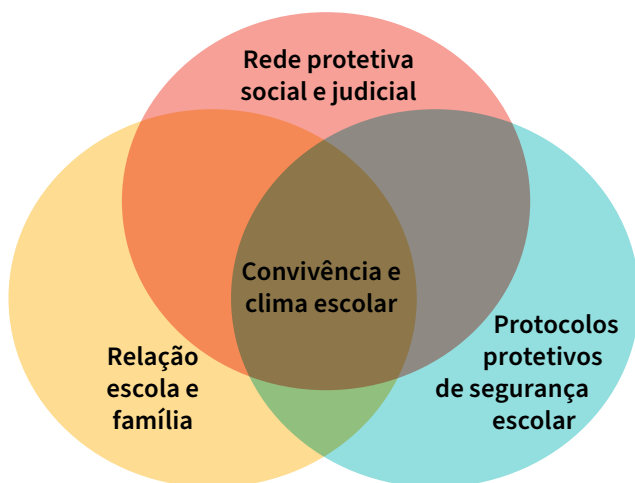 Rede protetiva
social e judicial
Convivência e
clima escolar
Relação
escola e
família
Protocolos
protetivos
de segurança
escolar